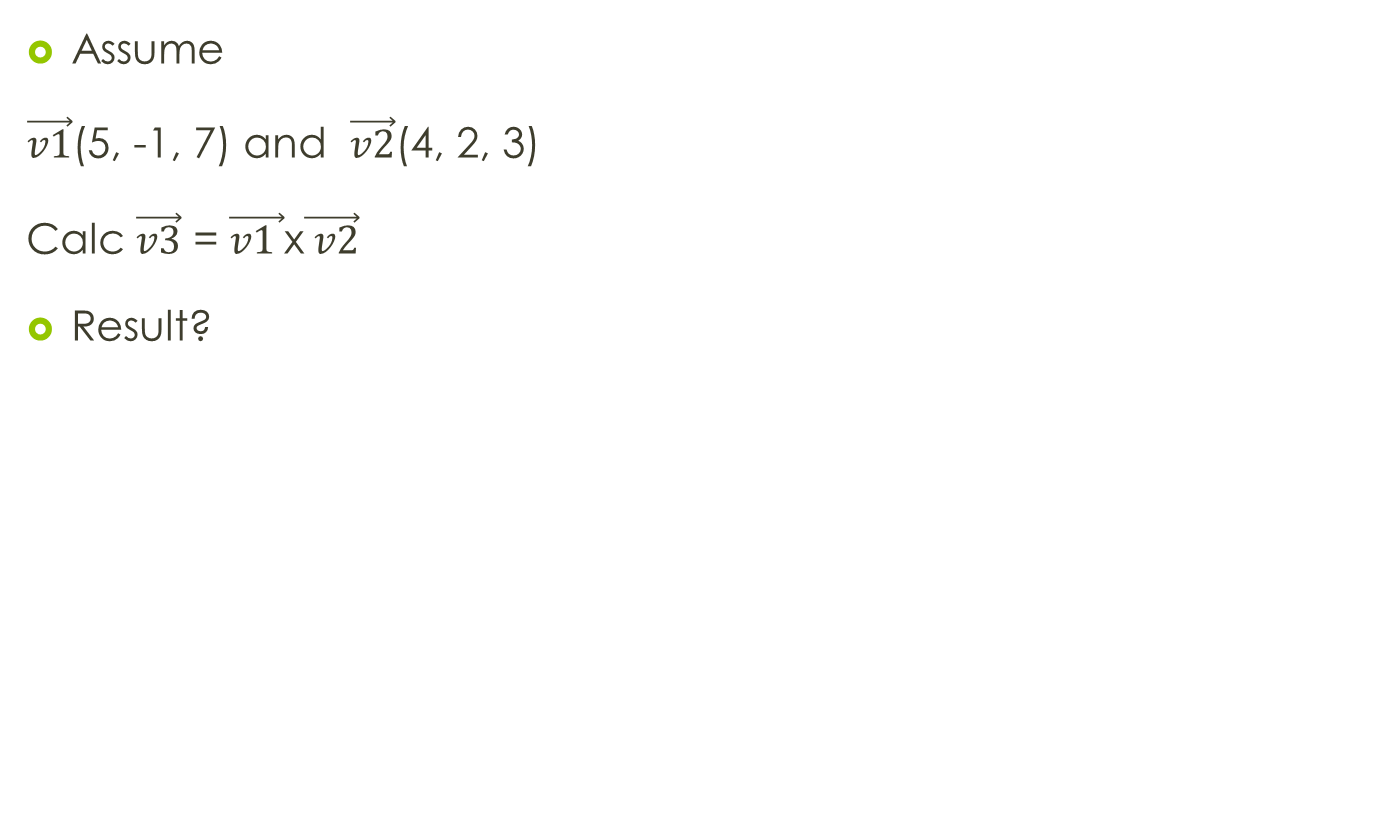 Assume
v1(5, -1, 7) and v2(4, 2, 3)
Calc v3 = v1 x v2
Result?